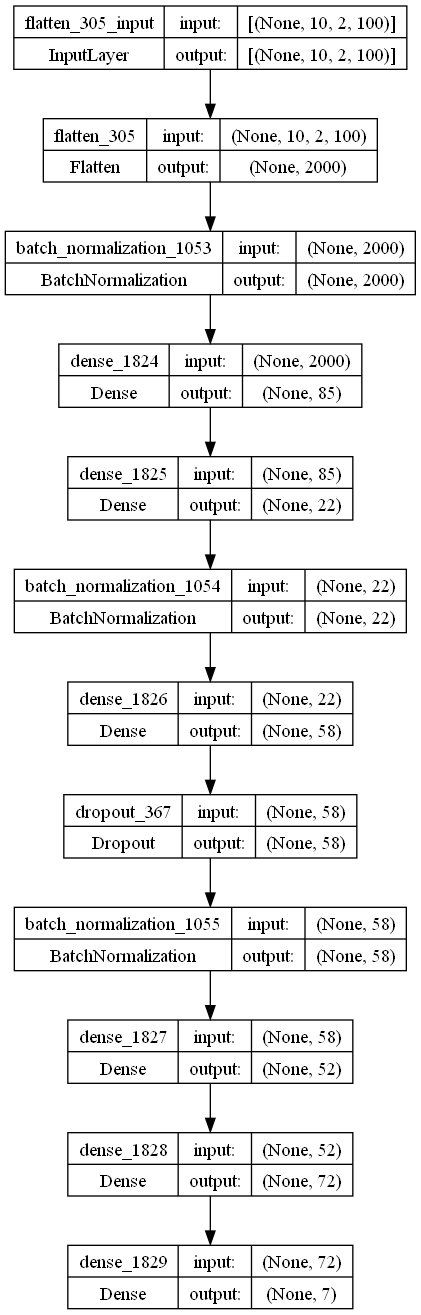 flatten_305_input input: [(None, 10, 2, 100)]
InputLayer output: [(None, 10, 2, 100)]
flatten_305 input: (None, 10, 2, 100)
Flatten output: (None, 2000)
batch_normalization_1053 input: (None, 2000)
BatchNormalization output: (None, 2000)
dense_1824 input: (None, 2000)
Dense output: (None, 85)
dense_1825 input: (None, 85)
Dense output: (None, 22)
batch_normalization_1054 input: (None, 22)
BatchNormalization output: (None, 22)
dense_1826 input: (None, 22)
Dense output: (None, 58)
dropout_367 input: (None, 58)
Dropout output: (None, 58)
batch_normalization_1055 input: (None, 58)
BatchNormalization output: (None, 58)
dense_1827 input: (None, 58)
Dense output: (None, 52)
dense_1828 input: (None, 52)
Dense output: (None, 72)
dense_1829 input: (None, 72)
Dense output: (None, 7)